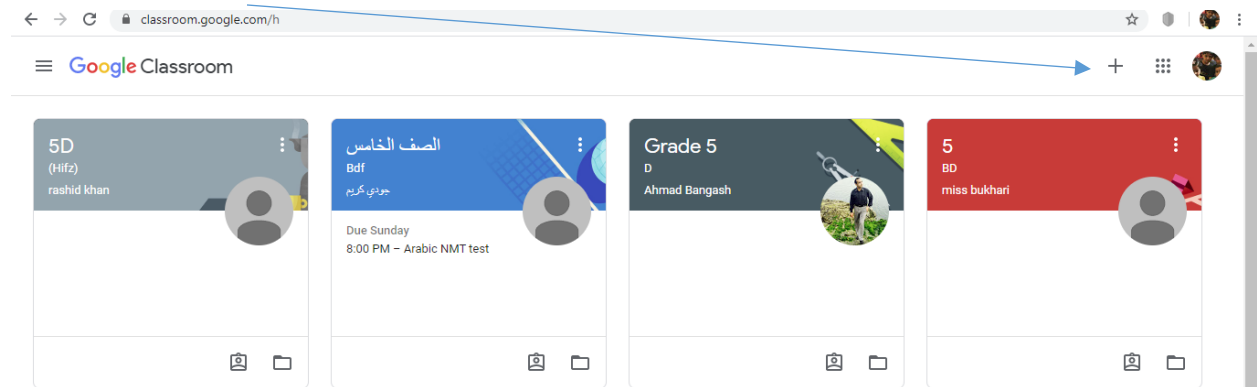 classroom.google.com/h
Google Classroom
5D
(Hifz)
rashid khan
الصف الخامس
Bdf
جودي كريم
Due Sunday
8:00 PM – Arabic NMT test
Grade 5
D
Ahmad Bangash
5
BD
miss bukhari